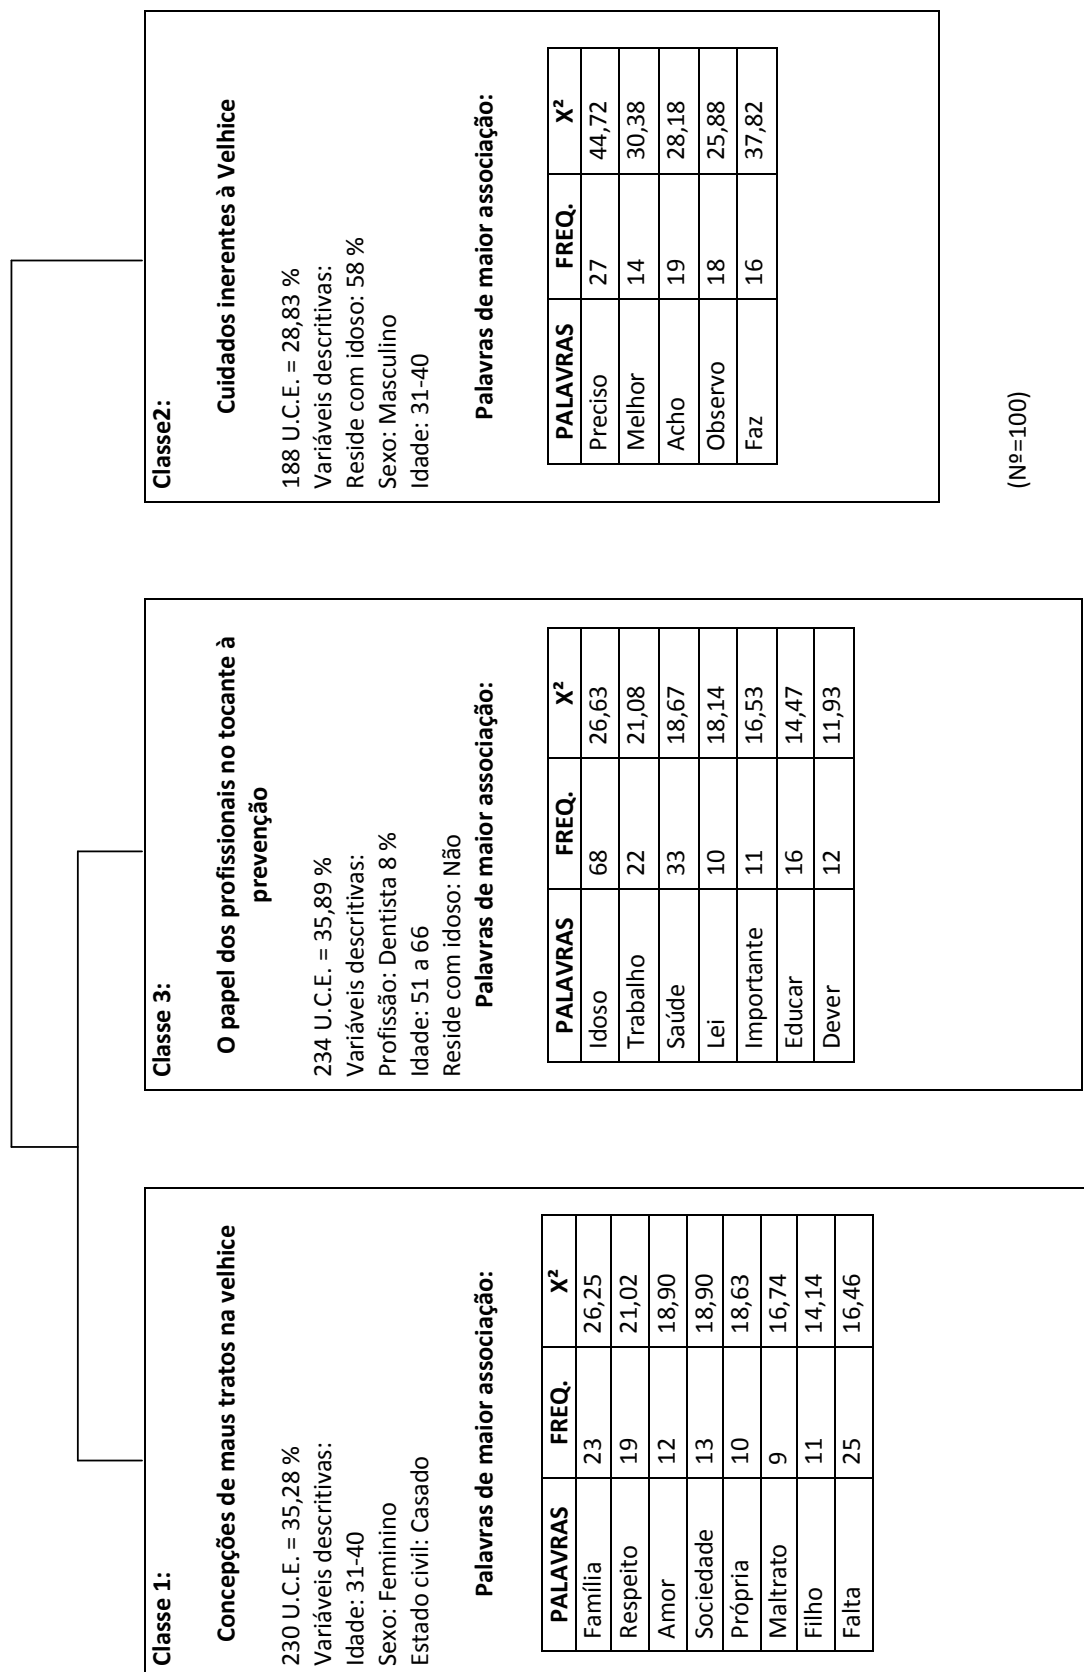 Classe 1:
Concepções de maus tratos na velhice
230 U.C.E. = 35,28 %
Variáveis descritivas:
Idade: 31-40
Sexo: Feminino
Estado civil: Casado
Palavras de maior associação:
PALAVRAS FREQ. X²
Família 23 26,25
Respeito 19 21,02
Amor 12 18,90
Sociedade 13 18,90
Própria 10 18,63
Maltrato 9 16,74
Filho 11 14,14
Falta 25 16,46
Classe 3:
O papel dos profissionais no tocante à
prevenção
234 U.C.E. = 35,89 %
Variáveis descritivas:
Profissão: Dentista 8 %
Idade: 51 a 66
Reside com idoso: Não
Palavras de maior associação:
PALAVRAS FREQ. X²
Idoso 68 26,63
Trabalho 22 21,08
Saúde 33 18,67
Lei 10 18,14
Importante 11 16,53
Educar 16 14,47
Dever 12 11,93
Classe2:
Cuidados inerentes à Velhice
188 U.C.E. = 28,83 %
Variáveis descritivas:
Reside com idoso: 58 %
Sexo: Masculino
Idade: 31-40
Palavras de maior associação:
PALAVRAS FREQ. X²
Preciso 27 44,72
Melhor 14 30,38
Acho 19 28,18
Observo 18 25,88
Faz 16 37,82
(Nº=100)